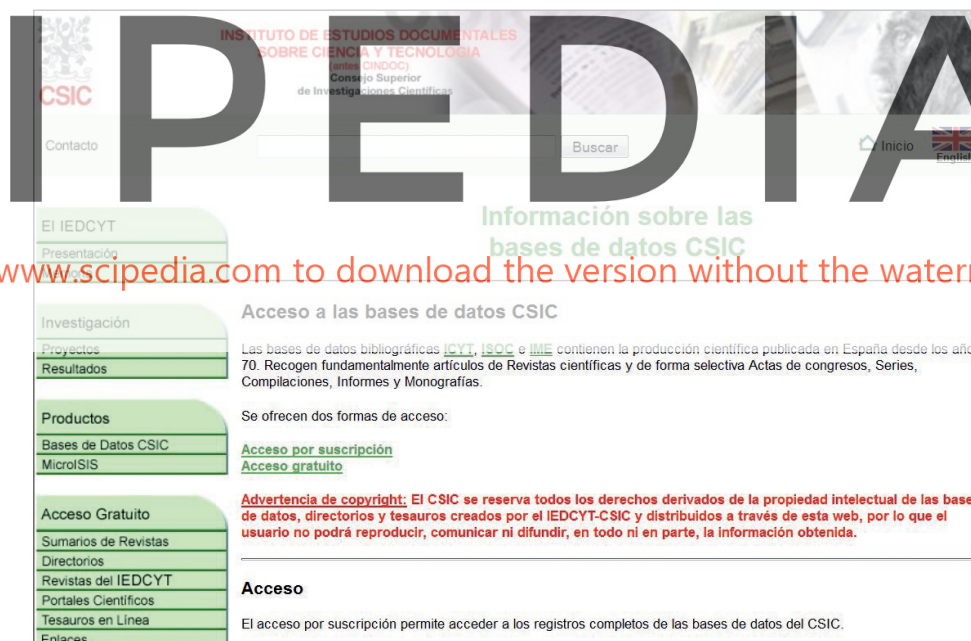 IPEDIA
INSTITUTO DE ESTUDIOS DOCUMENTALES
SOBRE CIENCIA Y TECNOLOGIA
(antes CINDOC)
Consejo Superior
de Investigaciones Científicas
CSIC
Contacto
Buscar
Inicio
English
El IEDCYT
Presentación
Memoria
Información sobre las
bases de datos CSIC
www.scipedia.com to download the version without the waterm
Investigación
Proyectos
Resultados
Productos
Bases de Datos CSIC
MicroISIS
Acceso Gratuito
Sumarios de Revistas
Directorios
Revistas del IEDCYT
Portales Científicos
Tesauros en Línea
Enlaces
Acceso a las bases de datos CSIC
Las bases de datos bibliográficas ICYT, ISOC e IME contienen la producción científica publicada en España desde los año
70. Recogen fundamentalmente artículos de Revistas científicas y de forma selectiva Actas de congresos, Series,
Compilaciones, Informes y Monografías.
Se ofrecen dos formas de acceso:
Acceso por suscripción
Acceso gratuito
Advertencia de copyright: El CSIC se reserva todos los derechos derivados de la propiedad intelectual de las base
de datos, directorios y tesauros creados por el IEDCYT-CSIC y distribuidos a través de esta web, por lo que el
usuario no podrá reproducir, comunicar ni difundir, en todo ni en parte, la información obtenida.
Acceso
El acceso por suscripción permite acceder a los registros completos de las bases de datos del CSIC.